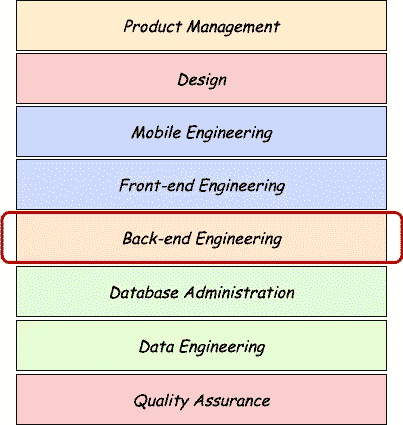 Product Management
Design
Mobile Engineering
Front-end Engineering
Back-end Engineering
Database Administration
Data Engineering
Quality Assurance